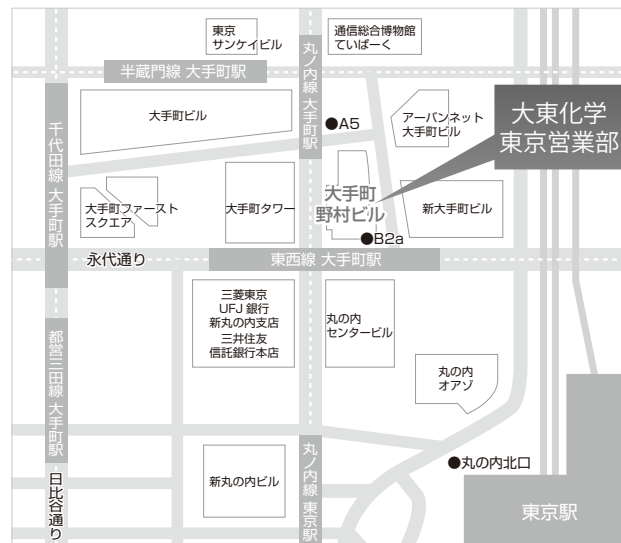 東京
サンケイビル
通信総合博物館
ていぱーく
半蔵門線 大手町駅
丸ノ内線 大手町駅
大手町ビル
●A5
アーバンネット
大手町ビル
大東化学
東京営業部
千代田線 大手町駅
大手町ファースト
スクエア
大手町タワー
大手町
野村ビル
新大手町ビル
●B2a
永代通り
東西線 大手町駅
三菱東京
UFJ 銀行
新丸の内支店
三井住友
信託銀行本店
丸の内
センタービル
都営三田線 大手町駅
丸の内
オアゾ
丸ノ内線 東京駅
●丸の内北口
新丸の内ビル
日比谷通り
東京駅